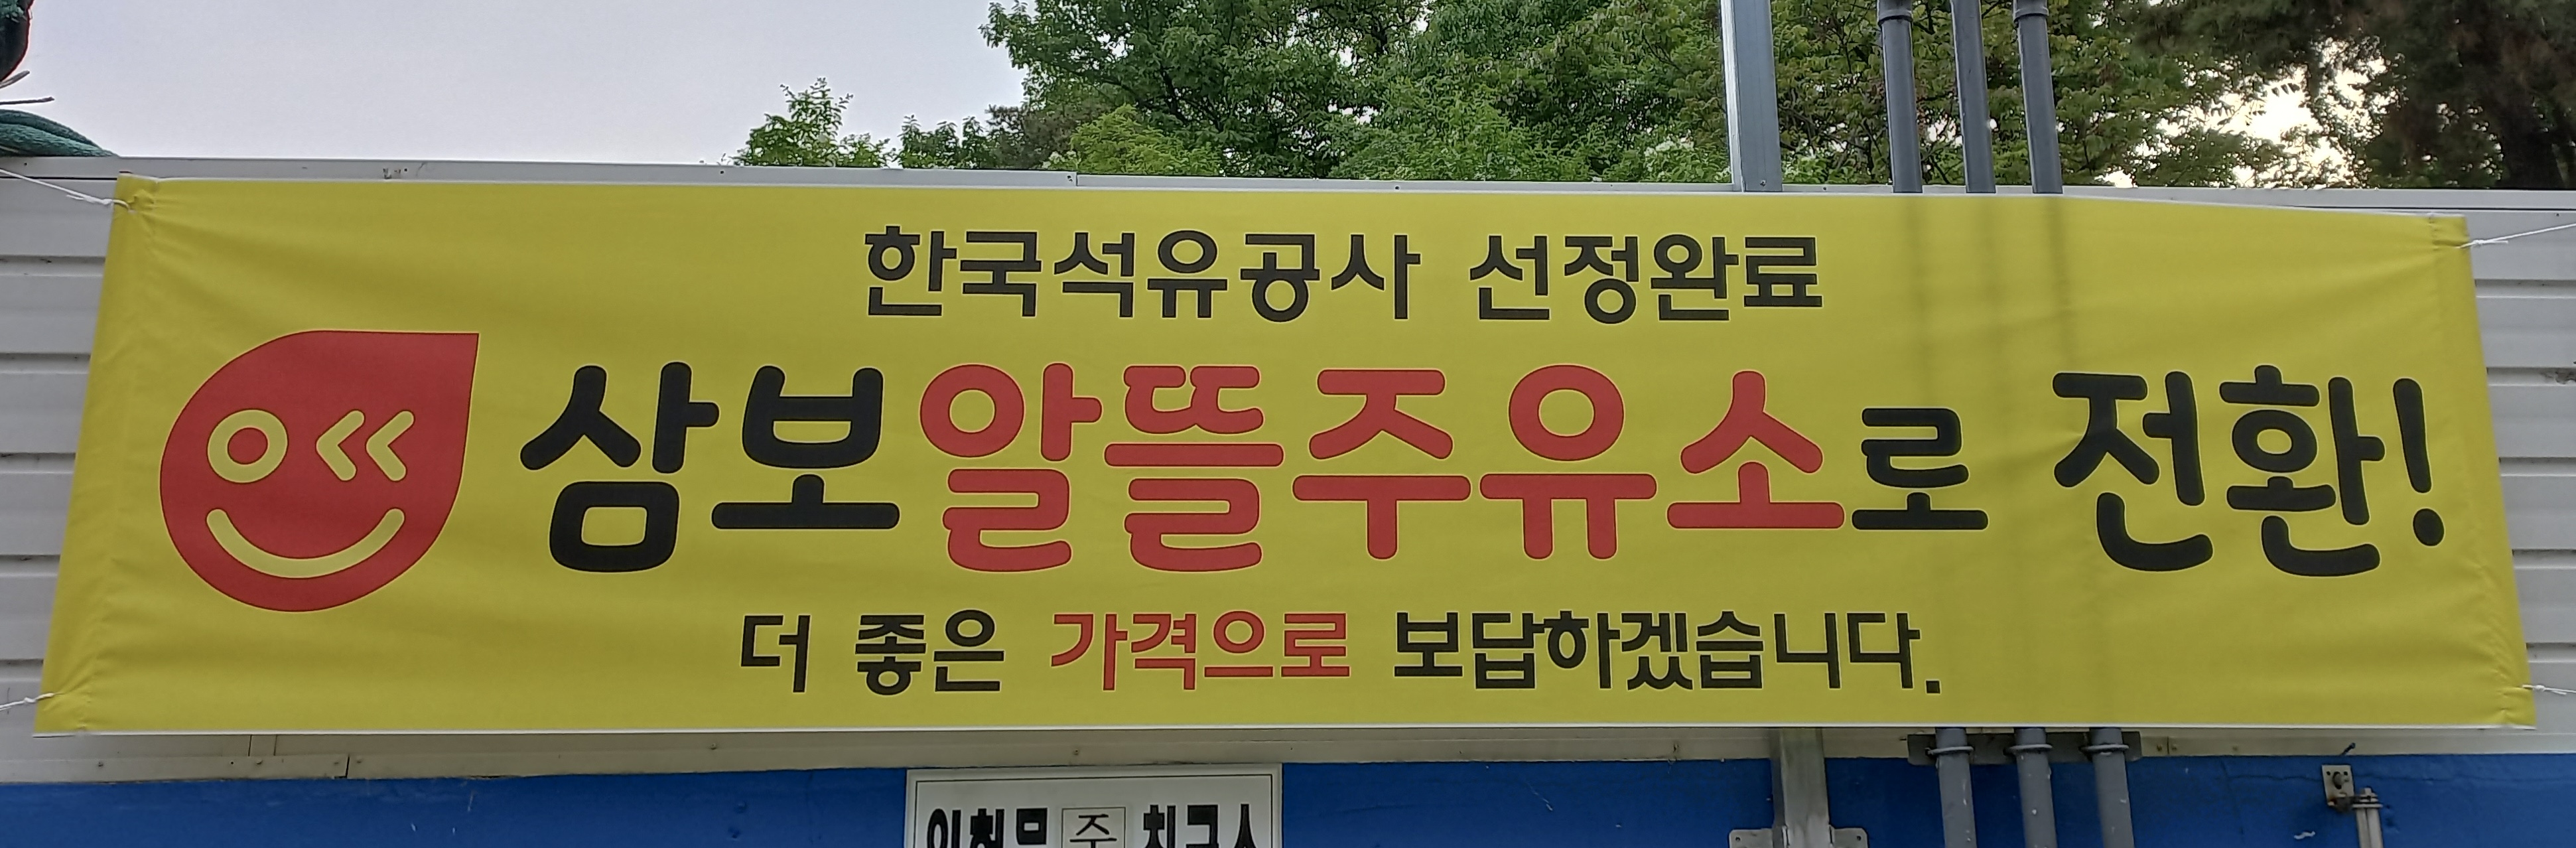 한국석유공사 선정완료
삼보알뜰주유소로 전환!
더 좋은 가격으로 보답하겠습니다.